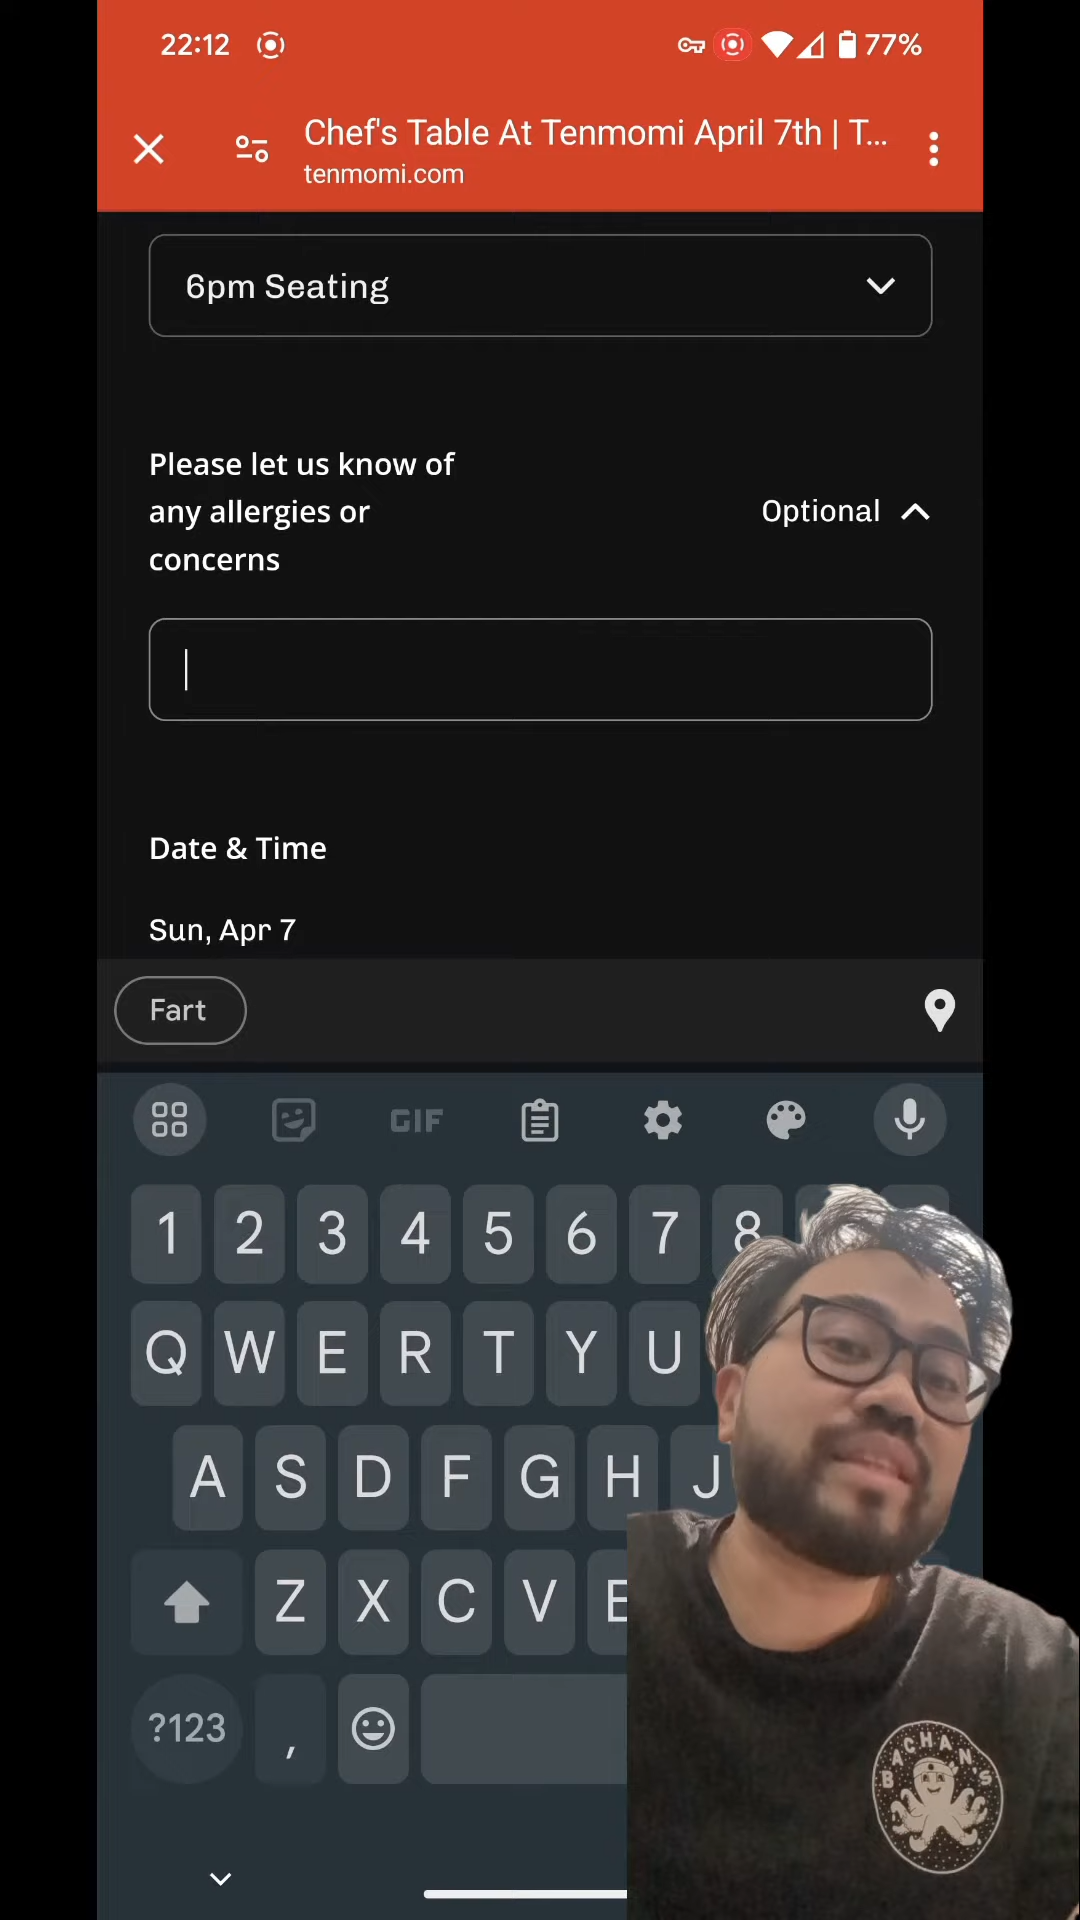 22:12
77%
Chef's Table At Tenmomi April 7th | T...
tenmomi.com
6pm Seating
Please let us know of
any allergies or
concerns
Optional
Date & Time
Sun, Apr 7
Fart
GIF
1 2 3 4 5 6 7 8
Q W E R T Y U
A S D F G H J
Z X C V
?123 ,
BACHAN'S